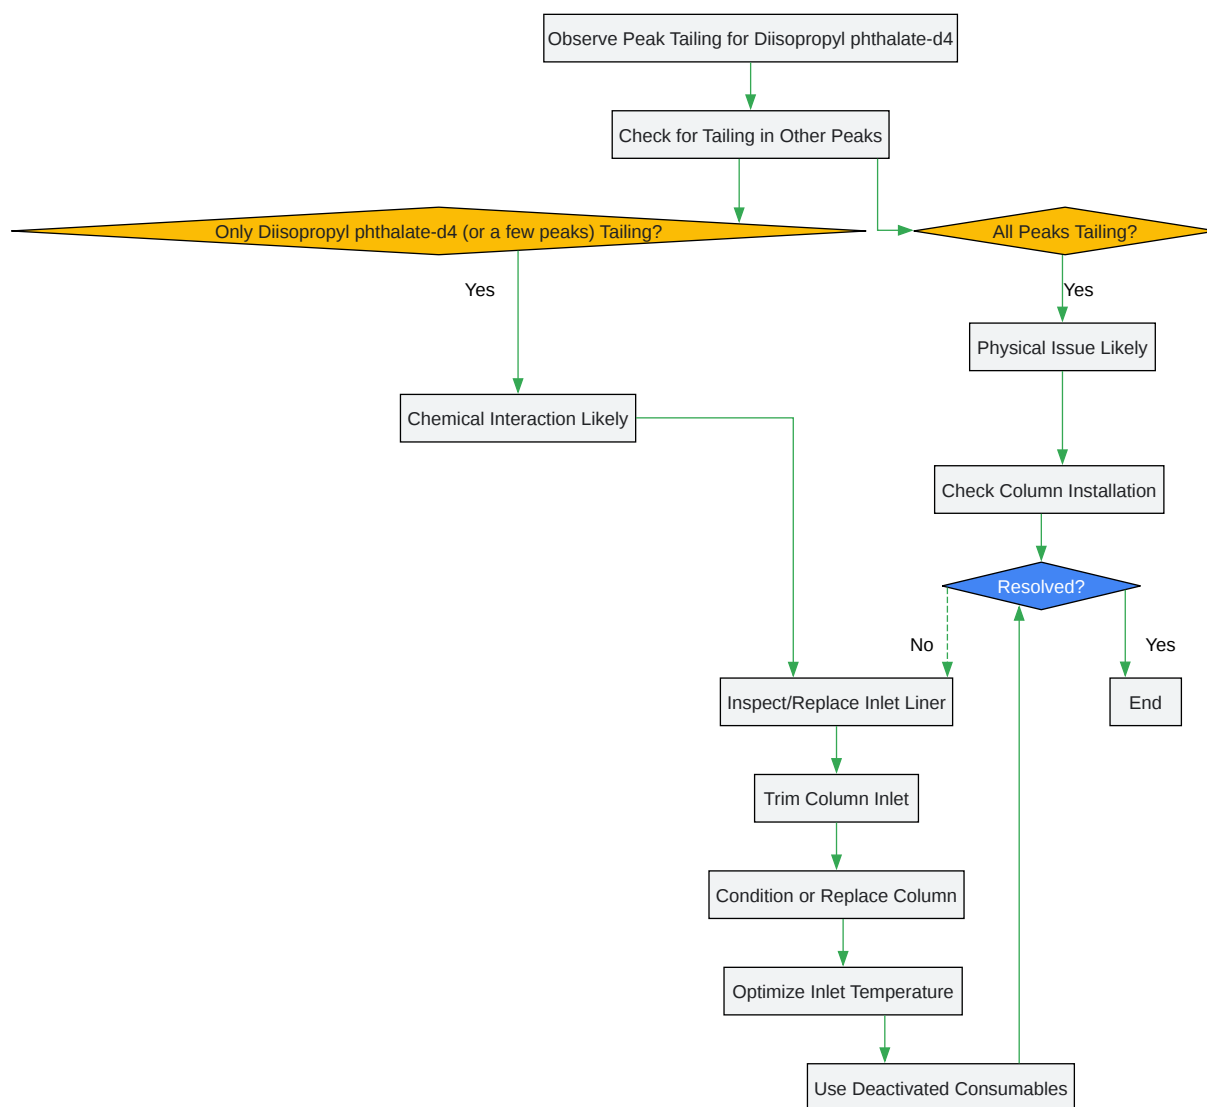 Observe Peak Tailing for Diisopropyl phthalate-d4
Check for Tailing in Other Peaks
Only Diisopropyl phthalate-d4 (or a few peaks) Tailing?
All Peaks Tailing?
Yes
Yes
Physical Issue Likely
Chemical Interaction Likely
Check Column Installation
Resolved?
No
Yes
Inspect/Replace Inlet Liner
End
Trim Column Inlet
Condition or Replace Column
Optimize Inlet Temperature
Use Deactivated Consumables